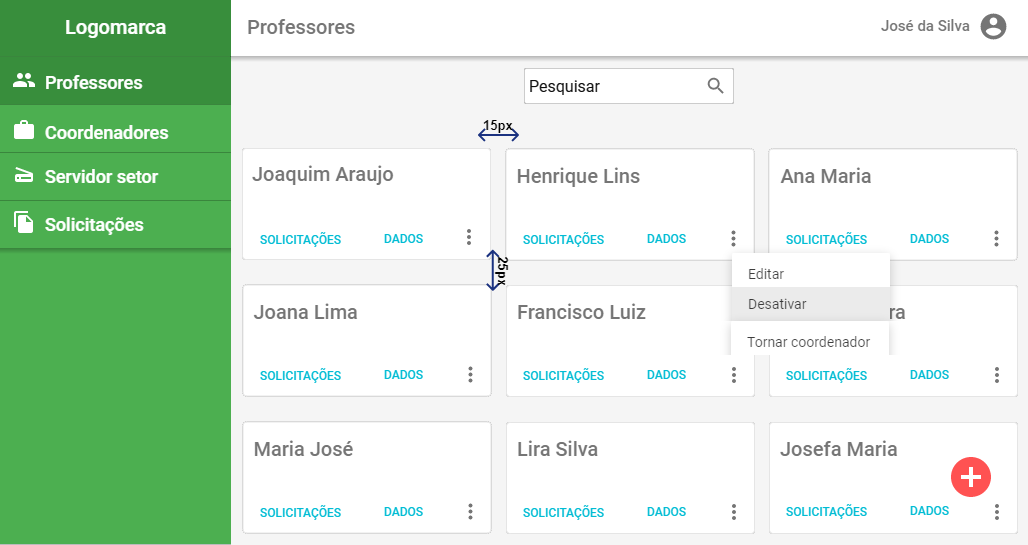 Logomarca
Professores
José da Silva
Professores
Coordenadores
Servidor setor
Solicitações
Pesquisar
15px
Joaquim Araujo
SOLICITAÇÕES DADOS
Henrique Lins
SOLICITAÇÕES DADOS
Ana Maria
SOLICITAÇÕES DADOS
25px
Editar
Desativar
Tornar coordenador
Joana Lima
SOLICITAÇÕES DADOS
Francisco Luiz
SOLICITAÇÕES DADOS
SOLICITAÇÕES DADOS
Maria José
SOLICITAÇÕES DADOS
Lira Silva
SOLICITAÇÕES DADOS
Josefa Maria
SOLICITAÇÕES DADOS